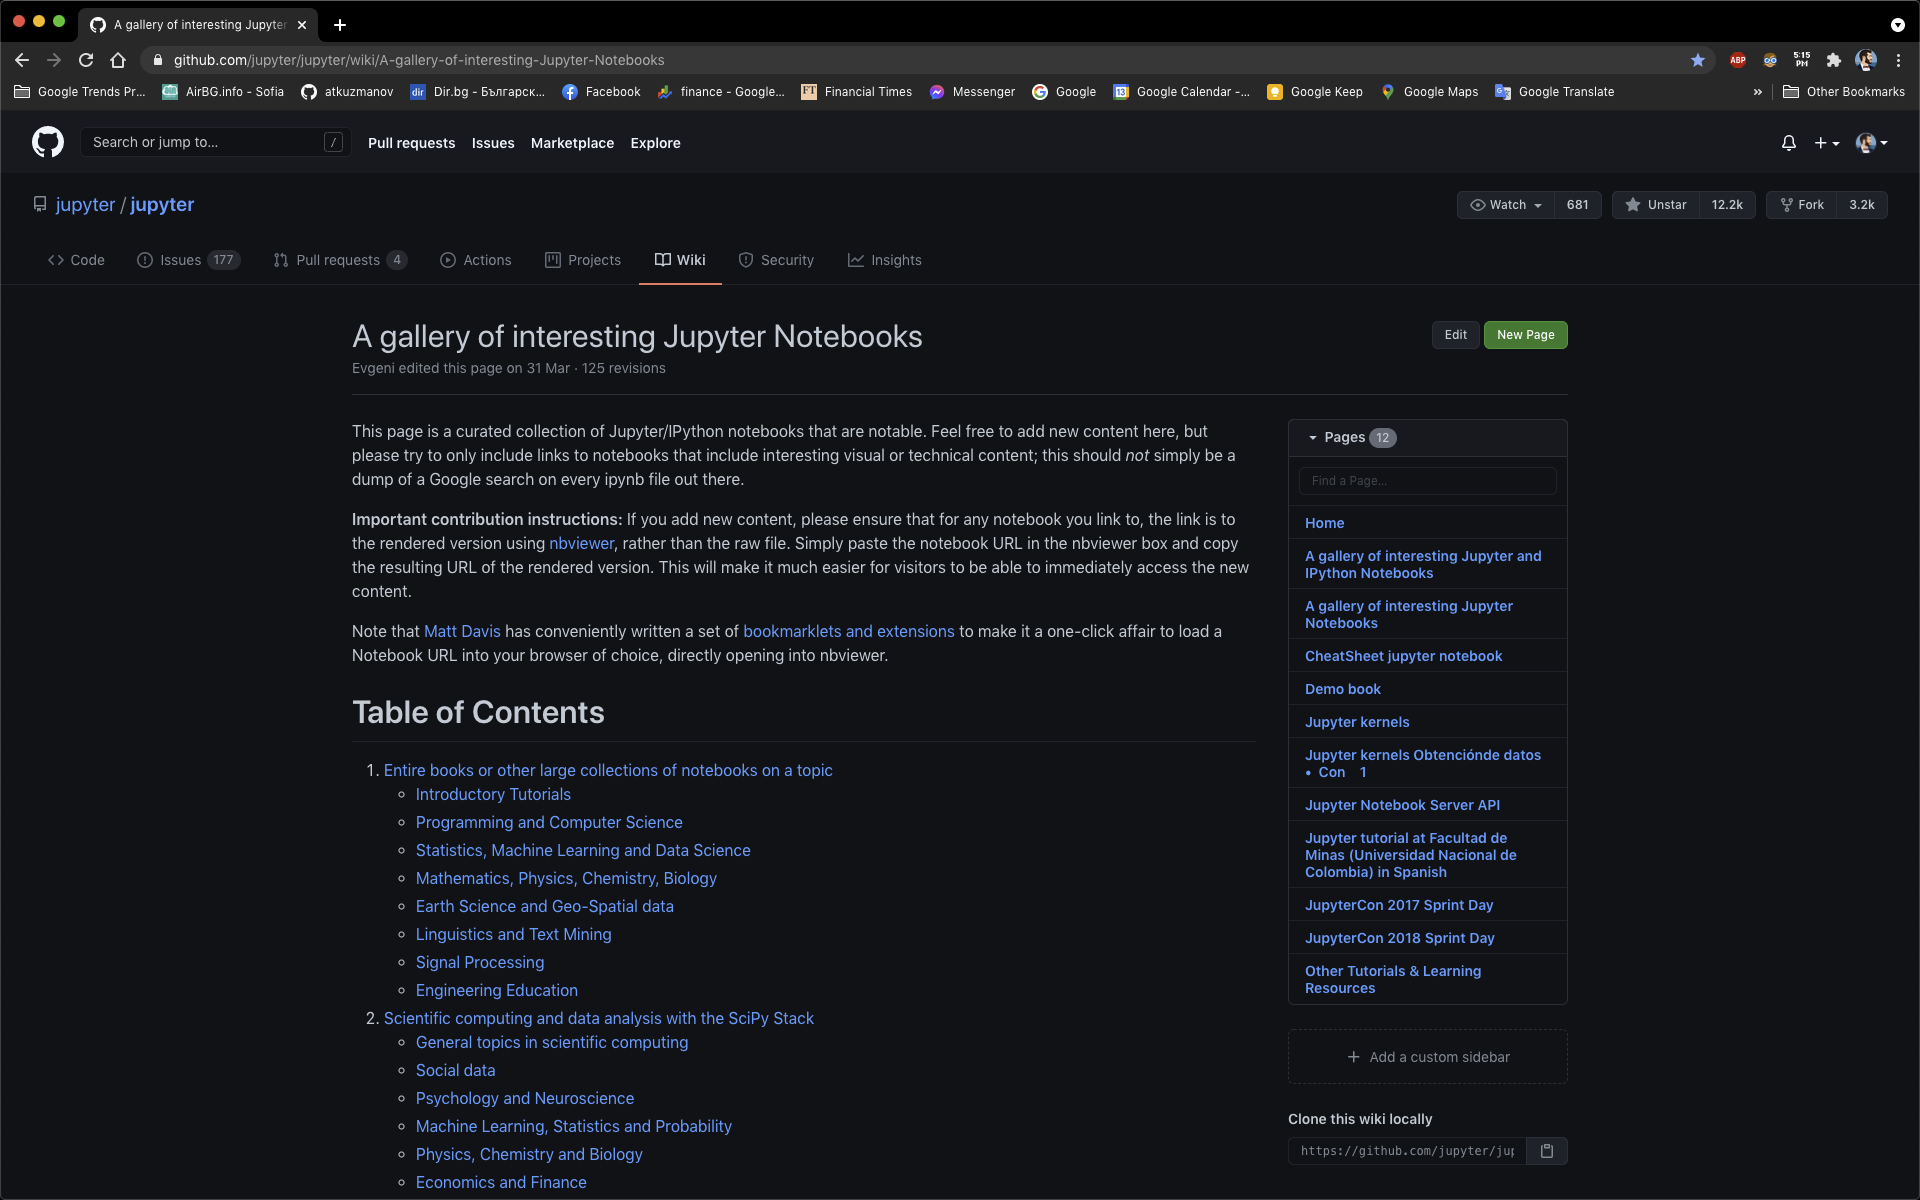 A gallery of interesting Jupyter
github.com/jupyter/jupyter/wiki/A-gallery-of-interesting-Jupyter-Notebooks
ABP
5:15 PM
Google Trends Pr...
AirBG.info - Sofia
atkuzmanov
dir
Dir.bg - Българск...
Facebook
finance - Google...
FT
Financial Times
Messenger
Google
Google Calendar -...
Google Keep
Google Maps
Google Translate
»
Other Bookmarks
Search or jump to...
/
Pull requests
Issues
Marketplace
Explore
jupyter / jupyter
Watch 681
Unstar 12.2k
Fork 3.2k
Code
Issues 177
Pull requests 4
Actions
Projects
Wiki
Security
Insights
A gallery of interesting Jupyter Notebooks
Edit
New Page
Evgeni edited this page on 31 Mar · 125 revisions
This page is a curated collection of Jupyter/IPython notebooks that are notable. Feel free to add new content here, but
please try to only include links to notebooks that include interesting visual or technical content; this should not simply be a
dump of a Google search on every ipynb file out there.
Important contribution instructions: If you add new content, please ensure that for any notebook you link to, the link is to
the rendered version using nbviewer, rather than the raw file. Simply paste the notebook URL in the nbviewer box and copy
the resulting URL of the rendered version. This will make it much easier for visitors to be able to immediately access the new
content.
Note that Matt Davis has conveniently written a set of bookmarklets and extensions to make it a one-click affair to load a
Notebook URL into your browser of choice, directly opening into nbviewer.
Table of Contents
1. Entire books or other large collections of notebooks on a topic
Introductory Tutorials
Programming and Computer Science
Statistics, Machine Learning and Data Science
Mathematics, Physics, Chemistry, Biology
Earth Science and Geo-Spatial data
Linguistics and Text Mining
Signal Processing
Engineering Education
2. Scientific computing and data analysis with the SciPy Stack
General topics in scientific computing
Social data
Psychology and Neuroscience
Machine Learning, Statistics and Probability
Physics, Chemistry and Biology
Economics and Finance
Pages 12
Find a Page...
Home
A gallery of interesting Jupyter and
IPython Notebooks
A gallery of interesting Jupyter
Notebooks
CheatSheet jupyter notebook
Demo book
Jupyter kernels
Jupyter kernels Obtenciónde datos
• Con 1
Jupyter Notebook Server API
Jupyter tutorial at Facultad de
Minas (Universidad Nacional de
Colombia) in Spanish
JupyterCon 2017 Sprint Day
JupyterCon 2018 Sprint Day
Other Tutorials & Learning
Resources
Add a custom sidebar
Clone this wiki locally
https://github.com/jupyter/jup